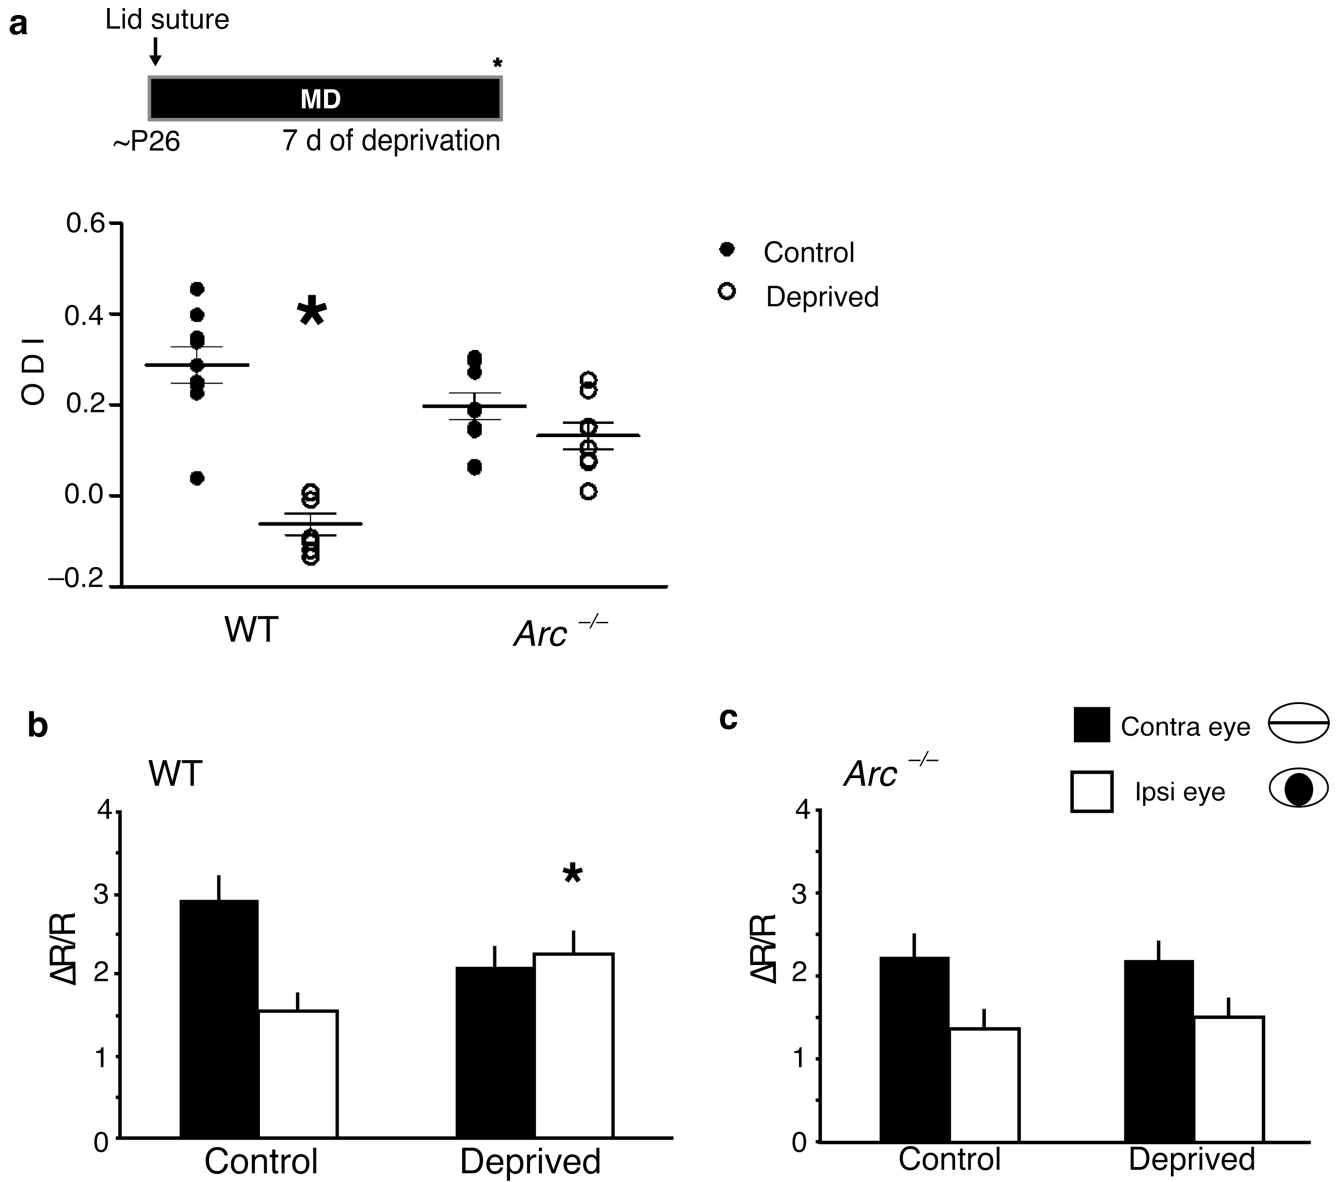 a
Lid suture
*
MD
~P26 7 d of deprivation
0.6
0.4
0.2
0.0
–0.2
ODI
*
Control
Deprived
WT
Arc –/–
b
WT
4
3
2
1
0
ΔR/R
*
Control
Deprived
c
Arc –/–
Contra eye
Ipsi eye
4
3
2
1
0
ΔR/R
Control
Deprived